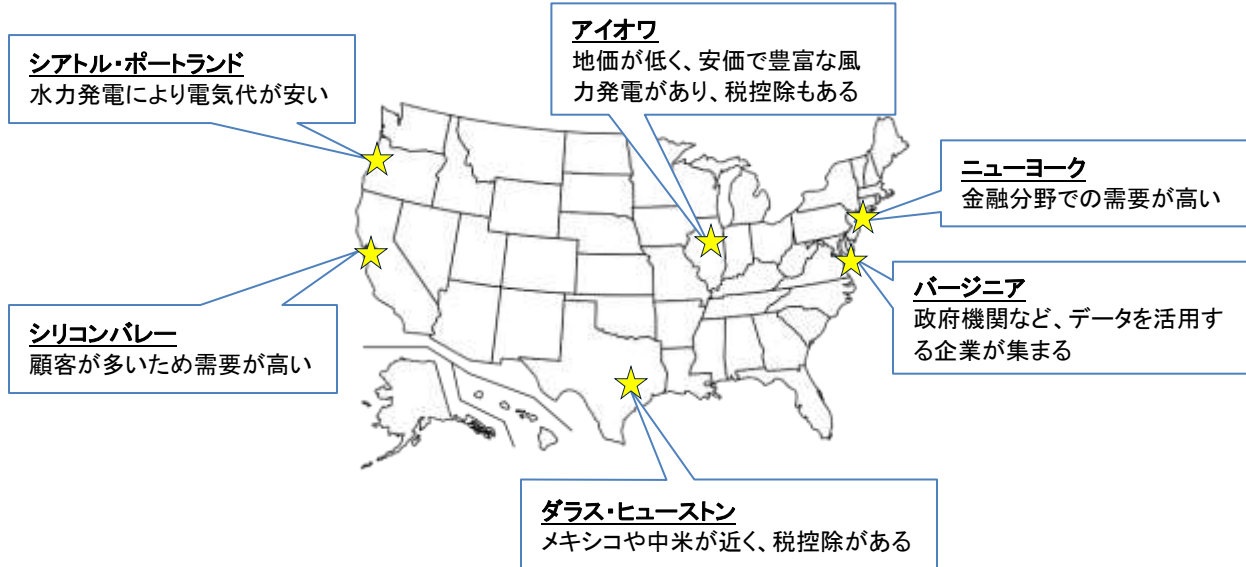 シアトル・ポートランド
水力発電により電気代が安い
アイオワ
地価が低く、安価で豊富な風
力発電があり、税控除もある
ニューヨーク
金融分野での需要が高い
バージニア
政府機関など、データを活用す
る企業が集まる
シリコンバレー
顧客が多いため需要が高い
ダラス・ヒューストン
メキシコや中米が近く、税控除がある